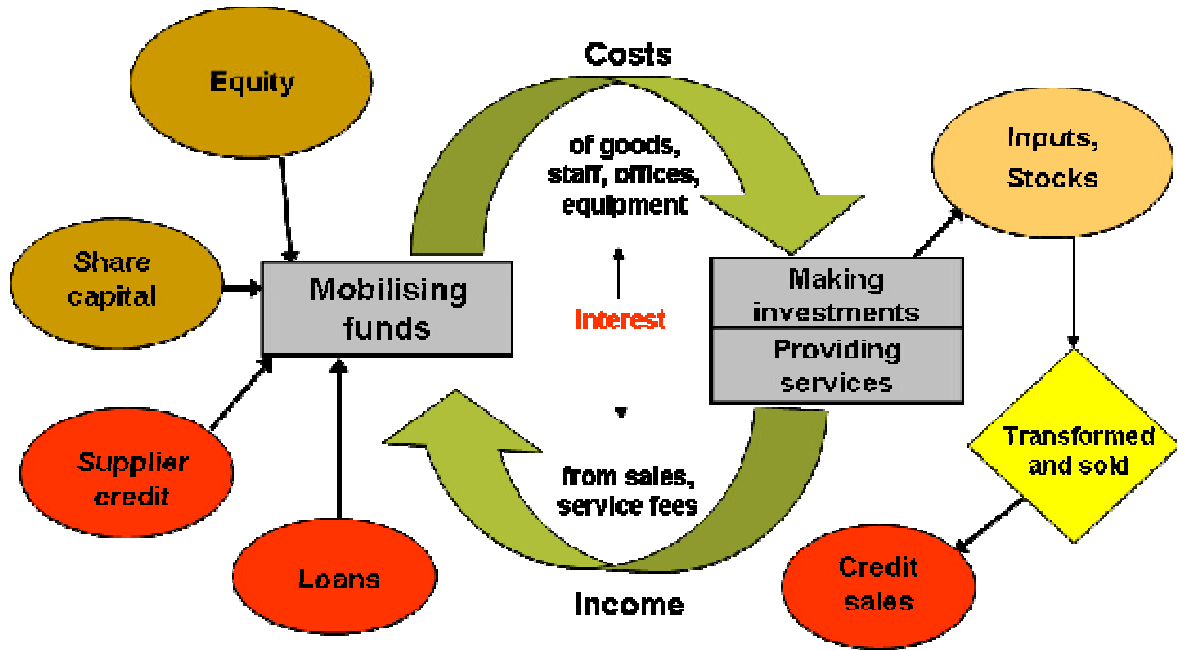 Costs
Equity
of goods,
staff, offices,
equipment
Inputs,
Stocks
Share
capital
Mobilising
funds
Interest
Making
investments
Providing
services
Supplier
credit
Transformed
and sold
from sales,
service fees
Loans
Credit
sales
Income